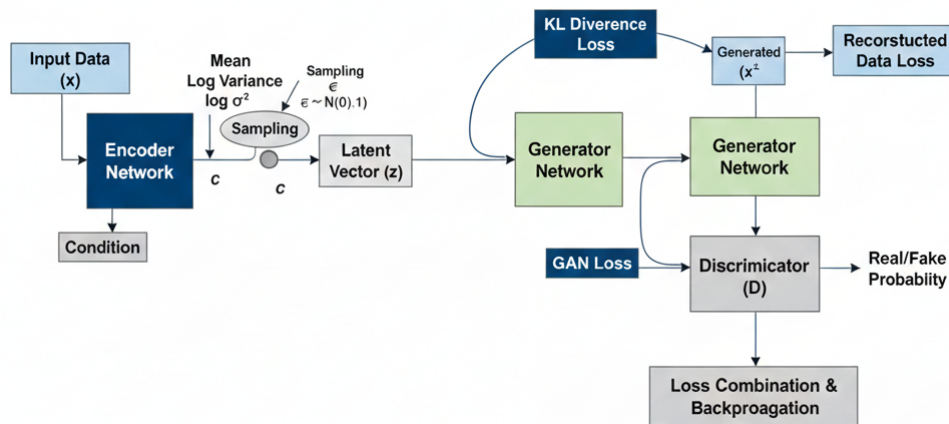 Input Data
(x)
Encoder
Network
Condition
Mean
Log Variance
log σ²
Sampling
ϵ
ϵ ~ N(0).1)
Sampling
c
c
Latent
Vector (z)
KL Diverence
Loss
Generated
(x±
Recorstucted
Data Loss
Generator
Network
Generator
Network
GAN Loss
Discrimicator
(D)
Real/Fake
Probabiity
Loss Combination &
Backproagation